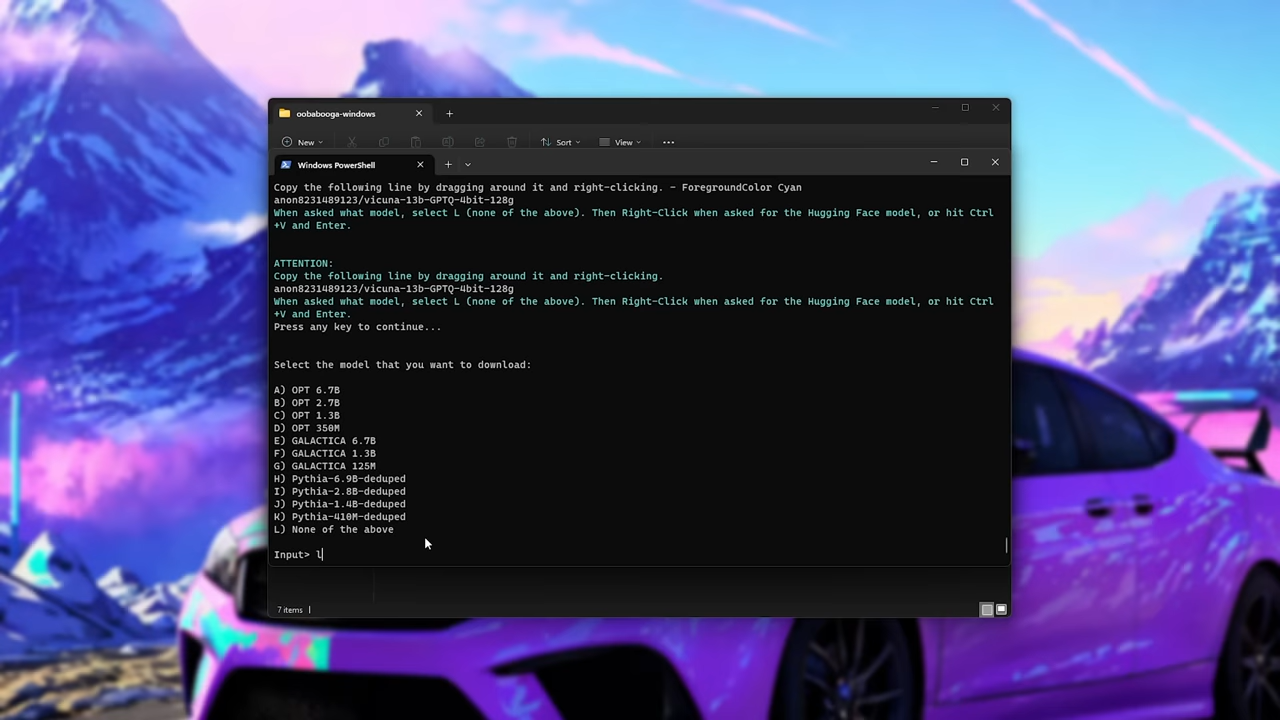 oobabooga-windows
New
Sort
View
Windows PowerShell
Copy the following line by dragging around it and right-clicking. - ForegroundColor Cyan
anon8231489123/vicuna-13b-GPTQ-4bit-128g
When asked what model, select L (none of the above). Then Right-Click when asked for the Hugging Face model, or hit Ctrl
+V and Enter.
ATTENTION:
Copy the following line by dragging around it and right-clicking.
anon8231489123/vicuna-13b-GPTQ-4bit-128g
When asked what model, select L (none of the above). Then Right-Click when asked for the Hugging Face model, or hit Ctrl
+V and Enter.
Press any key to continue...
Select the model that you want to download:
A) OPT 6.7B
B) OPT 2.7B
C) OPT 1.3B
D) OPT 350M
E) GALACTICA 6.7B
F) GALACTICA 1.3B
G) GALACTICA 125M
H) Pythia-6.9B-deduped
I) Pythia-2.8B-deduped
J) Pythia-1.4B-deduped
K) Pythia-410M-deduped
L) None of the above
Input> l
7 items